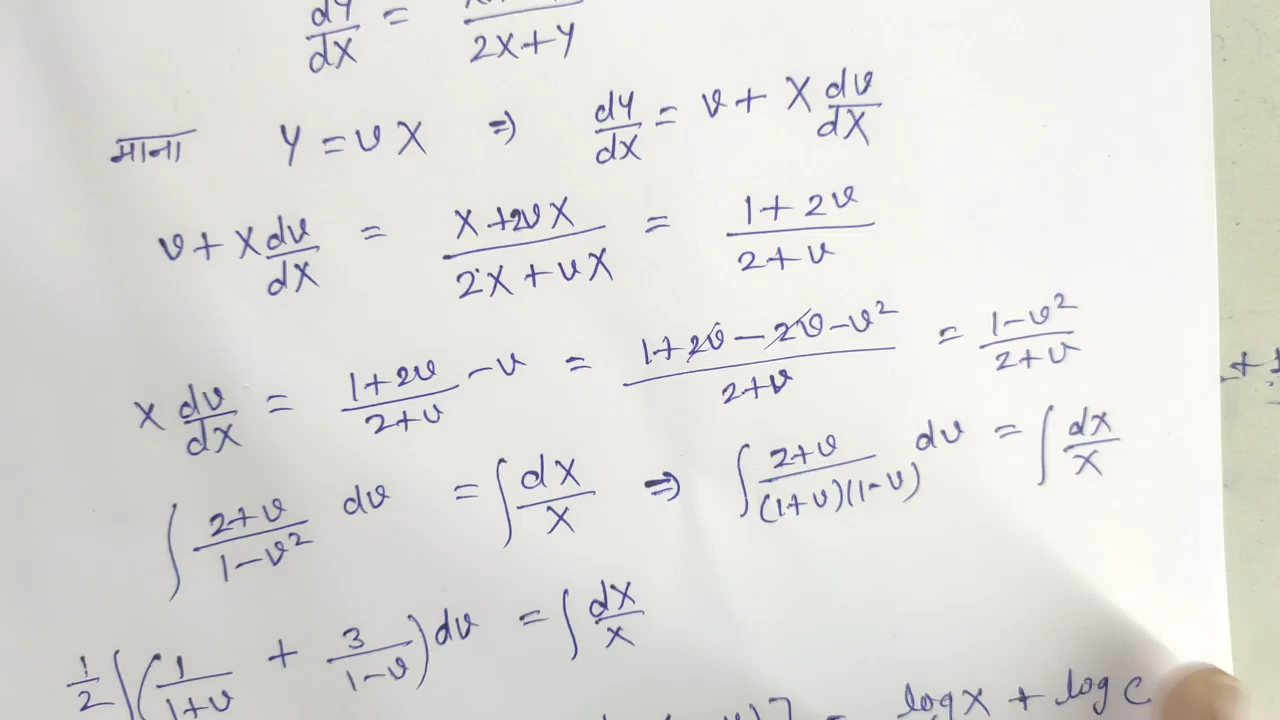 dY/dX = /2X+Y
माना Y = vX ⇒ dY/dX = v + X dv/dX
v + X dv/dX = X+2vX/2X+vX = 1+2v/2+v
X dv/dX = 1+2v/2+v - v = 1+2v-2v-v²/2+v = 1-v²/2+v
∫ 2+v/1-v² dv = ∫ dX/X ⇒ ∫ 2+v/(1+v)(1-v) dv = ∫ dX/X
1/2 ∫(1/1+v + 3/1-v) dv = ∫ dX/X
= log X + log C